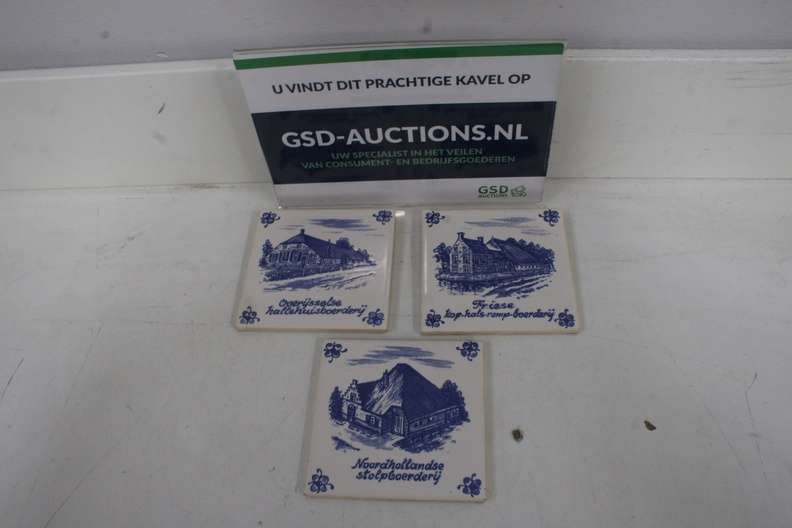 U VINDT DIT PRACHTIGE KAVEL OP
GSD-AUCTIONS.NL
UW SPECIALIST IN HET VEILEN
VAN CONSUMENT- EN BEDRIJFSGOEDEREN
GSD
AUCTIONS
Overijsselse
hallehuisboerderij
Friese
kop-hals-romp-boerderij
Noordhollandse
stolpboerderij